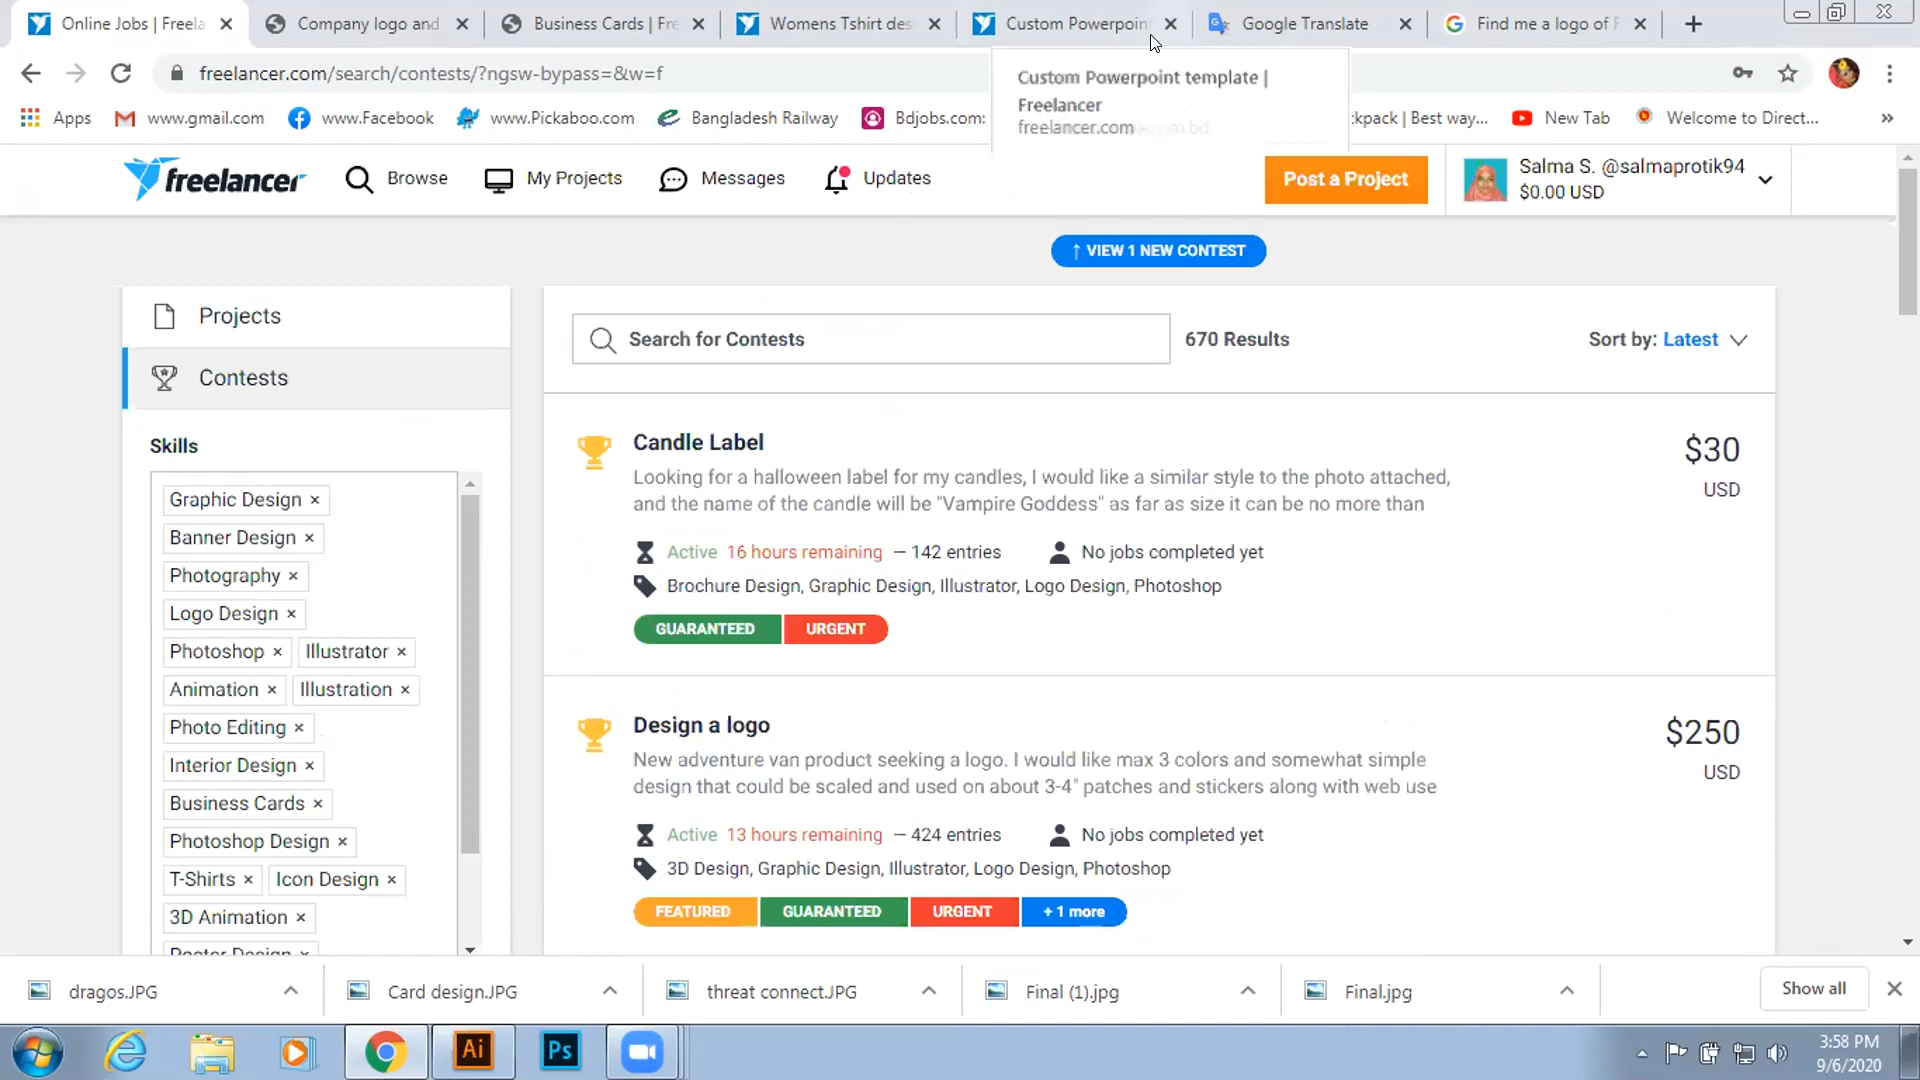 Online Jobs | Freela
Company logo and
Business Cards | Fre
Womens Tshirt des
Custom Powerpoin
Google Translate
Find me a logo of F
freelancer.com/search/contests/?ngsw-bypass=&w=f
Custom Powerpoint template |
Freelancer
freelancer.com
Apps
www.gmail.com
www.Facebook
www.Pickaboo.com
Bangladesh Railway
Bdjobs.com:
kpack | Best way...
New Tab
Welcome to Direct...
freelancer
Browse
My Projects
Messages
Updates
Post a Project
Salma S. @salmaprotik94
$0.00 USD
↑ VIEW 1 NEW CONTEST
Projects
Contests
Skills
Graphic Design ×
Banner Design ×
Photography ×
Logo Design ×
Photoshop × Illustrator ×
Animation × Illustration ×
Photo Editing ×
Interior Design ×
Business Cards ×
Photoshop Design ×
T-Shirts × Icon Design ×
3D Animation ×
Poster Design ×
Search for Contests
670 Results
Sort by: Latest
Candle Label
$30
USD
Looking for a halloween label for my candles, I would like a similar style to the photo attached,
and the name of the candle will be "Vampire Goddess" as far as size it can be no more than
Active 16 hours remaining – 142 entries
No jobs completed yet
Brochure Design, Graphic Design, Illustrator, Logo Design, Photoshop
GUARANTEED URGENT
Design a logo
$250
USD
New adventure van product seeking a logo. I would like max 3 colors and somewhat simple
design that could be scaled and used on about 3-4" patches and stickers along with web use
Active 13 hours remaining – 424 entries
No jobs completed yet
3D Design, Graphic Design, Illustrator, Logo Design, Photoshop
FEATURED GUARANTEED URGENT + 1 more
dragos.JPG
Card design.JPG
threat connect.JPG
Final (1).jpg
Final.jpg
Show all
Ai
Ps
3:58 PM
9/6/2020